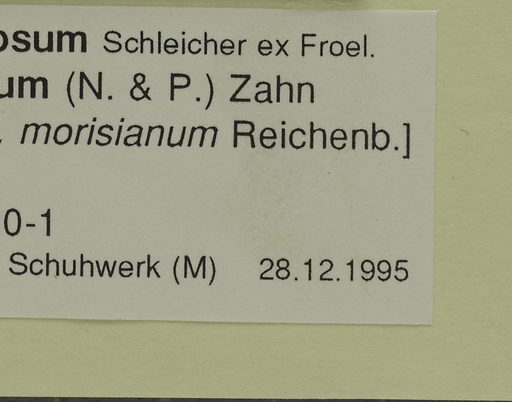 osum Schleicher ex Froel.
um (N. & P.) Zahn
. morisianum Reichenb.]
0-1
Schuhwerk (M) 28.12.1995